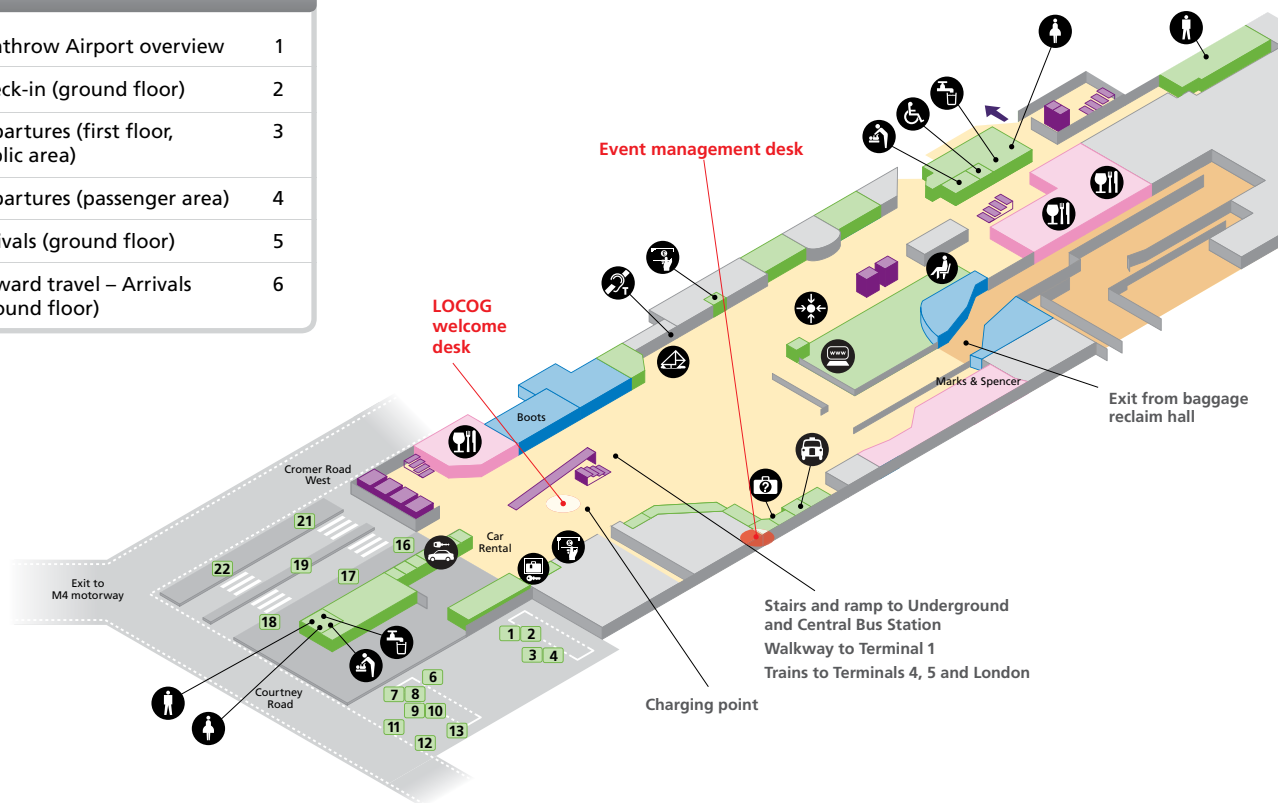 athrow Airport overview 1
eck-in (ground floor) 2
partures (first floor, 3
blic area)
partures (passenger area) 4
ivals (ground floor) 5
ward travel – Arrivals 6
ound floor)
Event management desk
LOCOG
welcome
desk
www
Marks & Spencer
Exit from baggage
reclaim hall
Boots
Cromer Road
West
Car
Rental
T
€
€
?
21
16
22
19
17
18
Exit to
M4 motorway
1 2
3 4
6
7 8
9 10
11
13
12
Courtney
Road
Stairs and ramp to Underground
and Central Bus Station
Walkway to Terminal 1
Trains to Terminals 4, 5 and London
Charging point